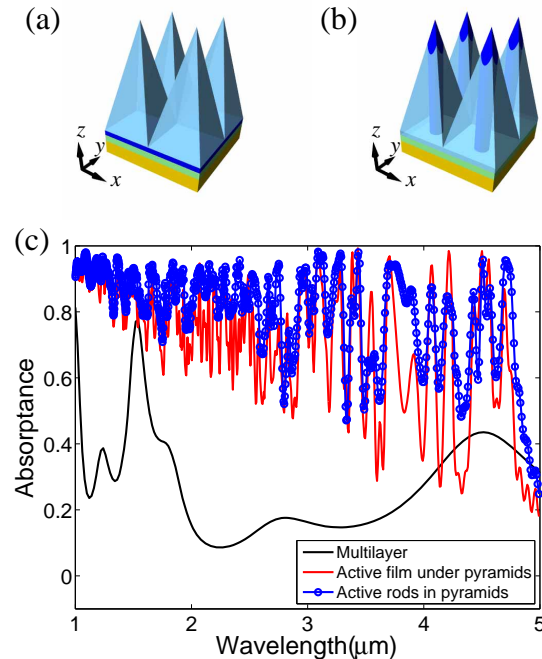 (a)
(b)
z
y
x
z
y
x
(c)
1
0.8
0.6
0.4
0.2
0
Absorptance
Multilayer
Active film under pyramids
Active rods in pyramids
1
2
3
4
5
Wavelength(μm)